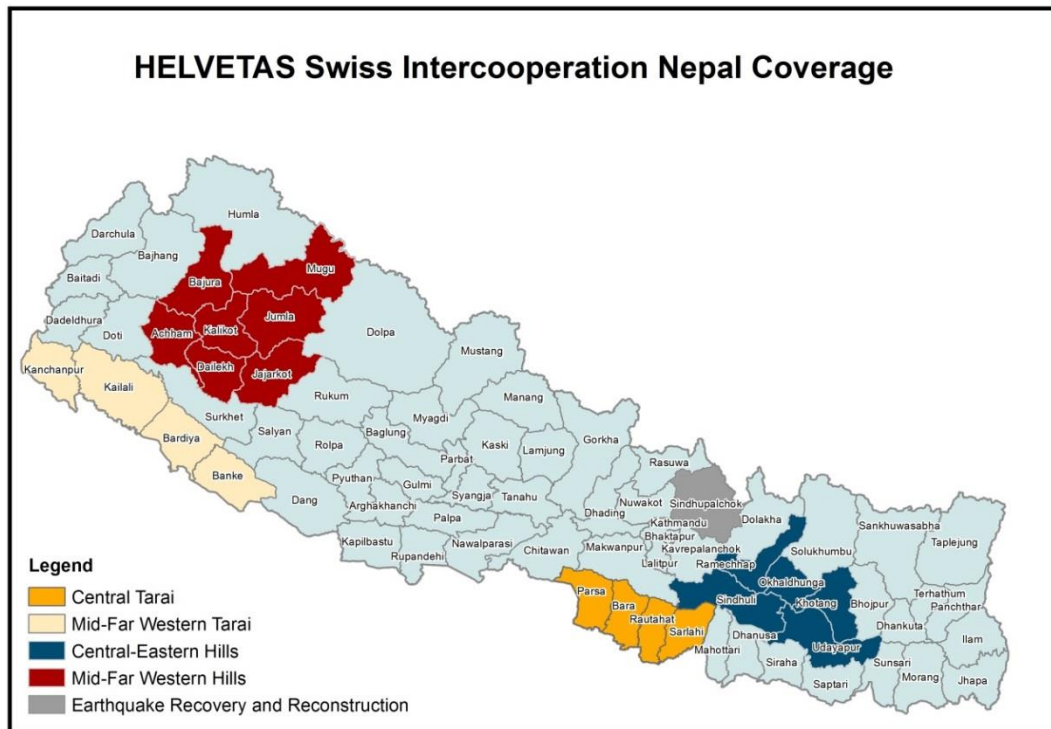 HELVETAS Swiss Intercooperation Nepal Coverage
Humla
Darchula
Bajhang
Mugu
Baitadi
Bajura
Jumla
Dadeldhura
Achham
Kalikot
Doti
Dolpa
Kanchanpur
Dailekh
Jajarkot
Mustang
Kailali
Rukum
Manang
Surkhet
Myagdi
Bardiya
Salyan
Baglung
Kaski
Gorkha
Rolpa
Lamjung
Parbat
Rasuwa
Banke
Pyuthan
Gulmi
Syangja
Tanahu
Nuwakot
Sindhupalchok
Dang
Arghakhanchi
Dhading
Dolakha
Sankhuwasabha
Palpa
Kathmandu
Taplejung
Kapilbastu
Nawalparasi
Chitawan
Makwanpur
Bhaktapur
Kavrepalanchok
Solukhumbu
Rupandehi
Lalitpur
Ramechhap
Okhaldhunga
Parsa
Bara
Sindhuli
Khotang
Bhojpur
Terhathum
Panchthar
Rautahat
Dhankuta
Sarlahi
Dhanusa
Mahottari
Udayapur
Ilam
Siraha
Sunsari
Morang
Jhapa
Saptari
Legend
Central Tarai
Mid-Far Western Tarai
Central-Eastern Hills
Mid-Far Western Hills
Earthquake Recovery and Reconstruction